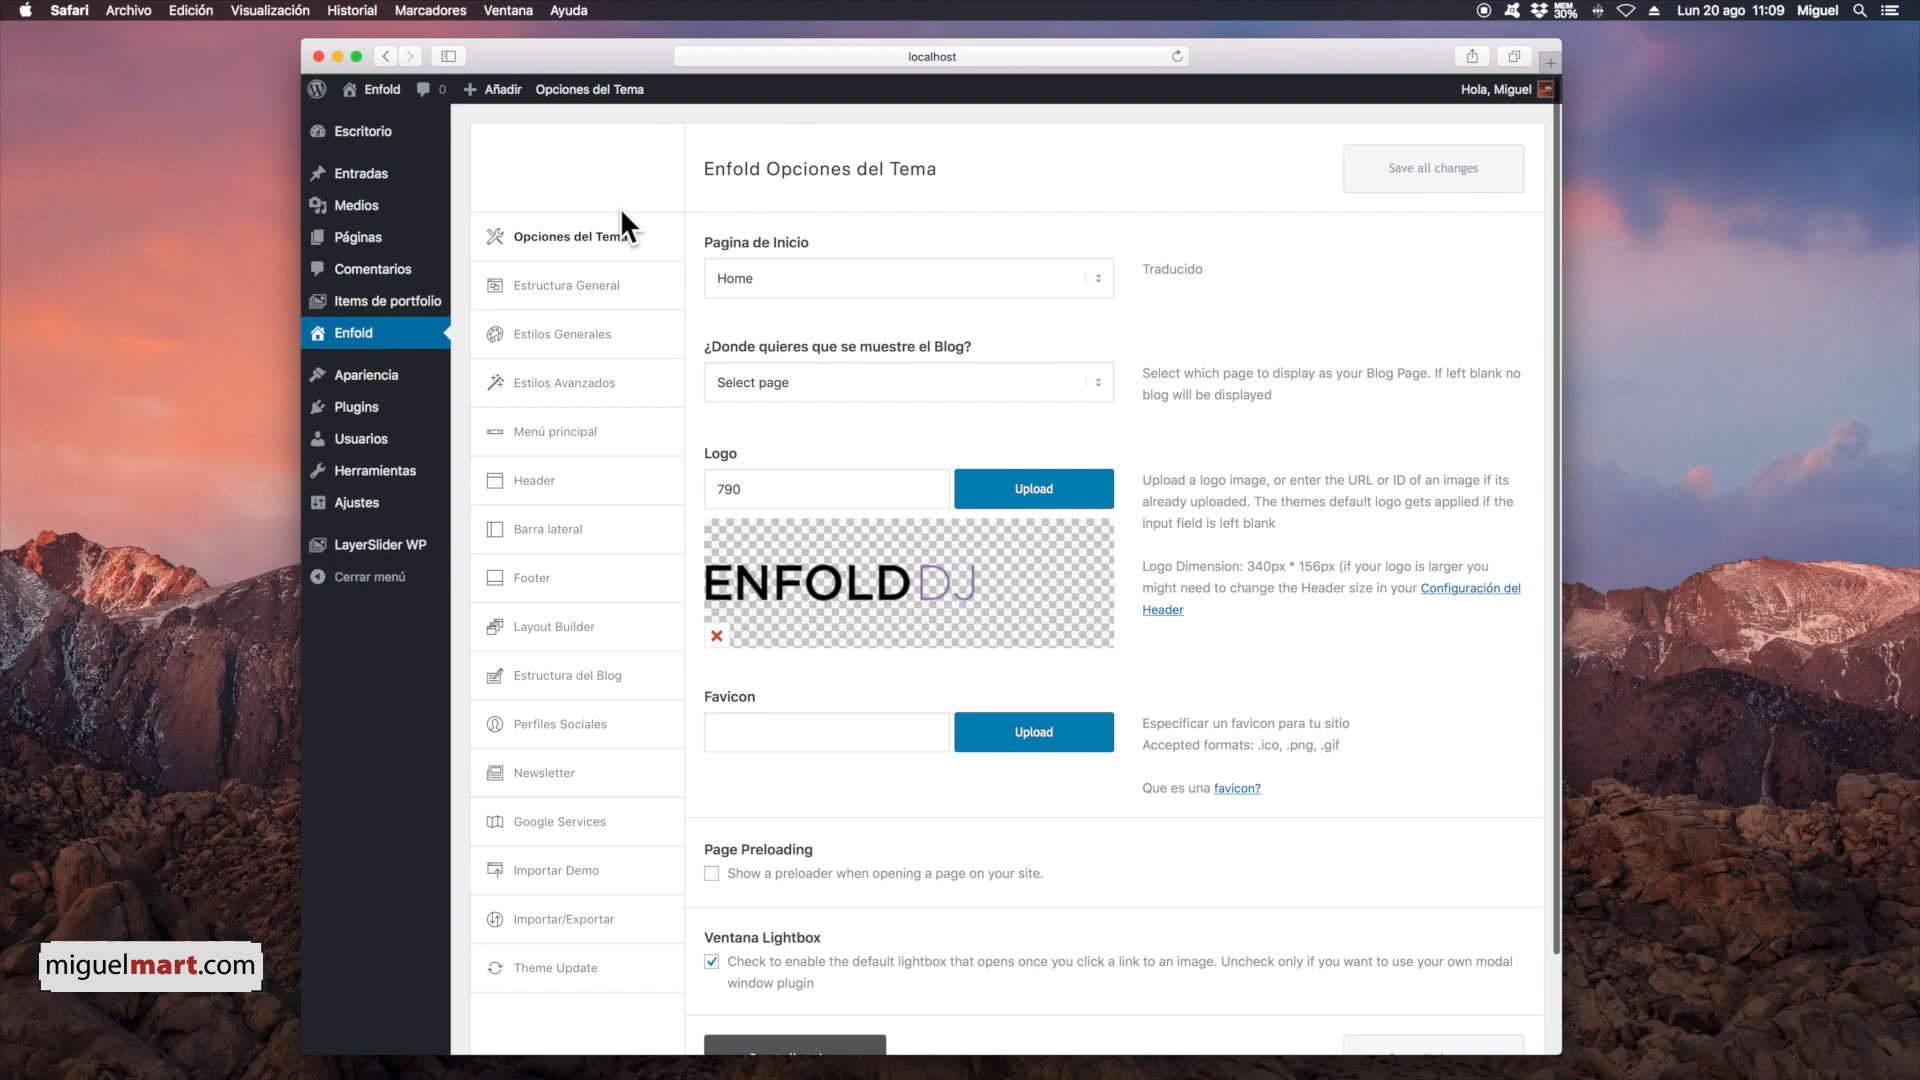 Safari Archivo Edición Visualización Historial Marcadores Ventana Ayuda
MEM 30% Lun 20 ago 11:09 Miguel
localhost
Enfold 0 Añadir Opciones del Tema Hola, Miguel
Escritorio
Entradas
Medios
Páginas
Comentarios
Items de portfolio
Enfold
Apariencia
Plugins
Usuarios
Herramientas
Ajustes
LayerSlider WP
Cerrar menú
Opciones del Tema
Estructura General
Estilos Generales
Estilos Avanzados
Menú principal
Header
Barra lateral
Footer
Layout Builder
Estructura del Blog
Perfiles Sociales
Newsletter
Google Services
Importar Demo
Importar/Exportar
Theme Update
Enfold Opciones del Tema
Save all changes
Pagina de Inicio
Home
Traducido
¿Donde quieres que se muestre el Blog?
Select page
Select which page to display as your Blog Page. If left blank no
blog will be displayed
Logo
790
Upload
Upload a logo image, or enter the URL or ID of an image if its
already uploaded. The themes default logo gets applied if the
input field is left blank
Logo Dimension: 340px * 156px (if your logo is larger you
might need to change the Header size in your Configuración del
Header
ENFOLD DJ
Favicon
Upload
Especificar un favicon para tu sitio
Accepted formats: .ico, .png, .gif
Que es una favicon?
Page Preloading
Show a preloader when opening a page on your site.
Ventana Lightbox
Check to enable the default lightbox that opens once you click a link to an image. Uncheck only if you want to use your own modal
window plugin
miguelmart.com